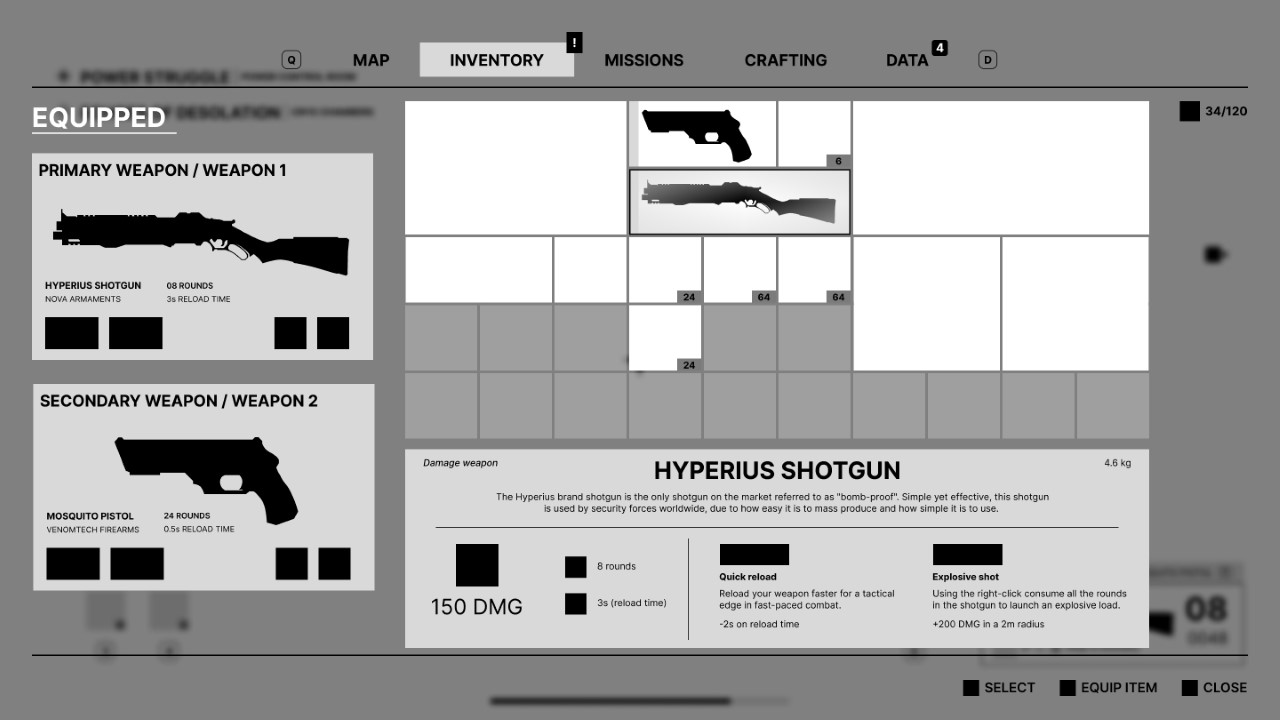 Q
MAP
INVENTORY
!
MISSIONS
CRAFTING
DATA
4
D
POWER STRUGGLE
DESOLATION
EQUIPPED
34/120
PRIMARY WEAPON / WEAPON 1
HYPERIUS SHOTGUN
08 ROUNDS
NOVA ARMAMENTS
3s RELOAD TIME
SECONDARY WEAPON / WEAPON 2
MOSQUITO PISTOL
24 ROUNDS
VENOMTECH FIREARMS
0.5s RELOAD TIME
6
24
64
64
24
Damage weapon
HYPERIUS SHOTGUN
4.6 kg
The Hyperius brand shotgun is the only shotgun on the market referred to as "bomb-proof". Simple yet effective, this shotgun
is used by security forces worldwide, due to how easy it is to mass produce and how simple it is to use.
150 DMG
8 rounds
3s (reload time)
Quick reload
Reload your weapon faster for a tactical
edge in fast-paced combat.
-2s on reload time
Explosive shot
Using the right-click consume all the rounds
in the shotgun to launch an explosive load.
+200 DMG in a 2m radius
08
0048
SELECT
EQUIP ITEM
CLOSE